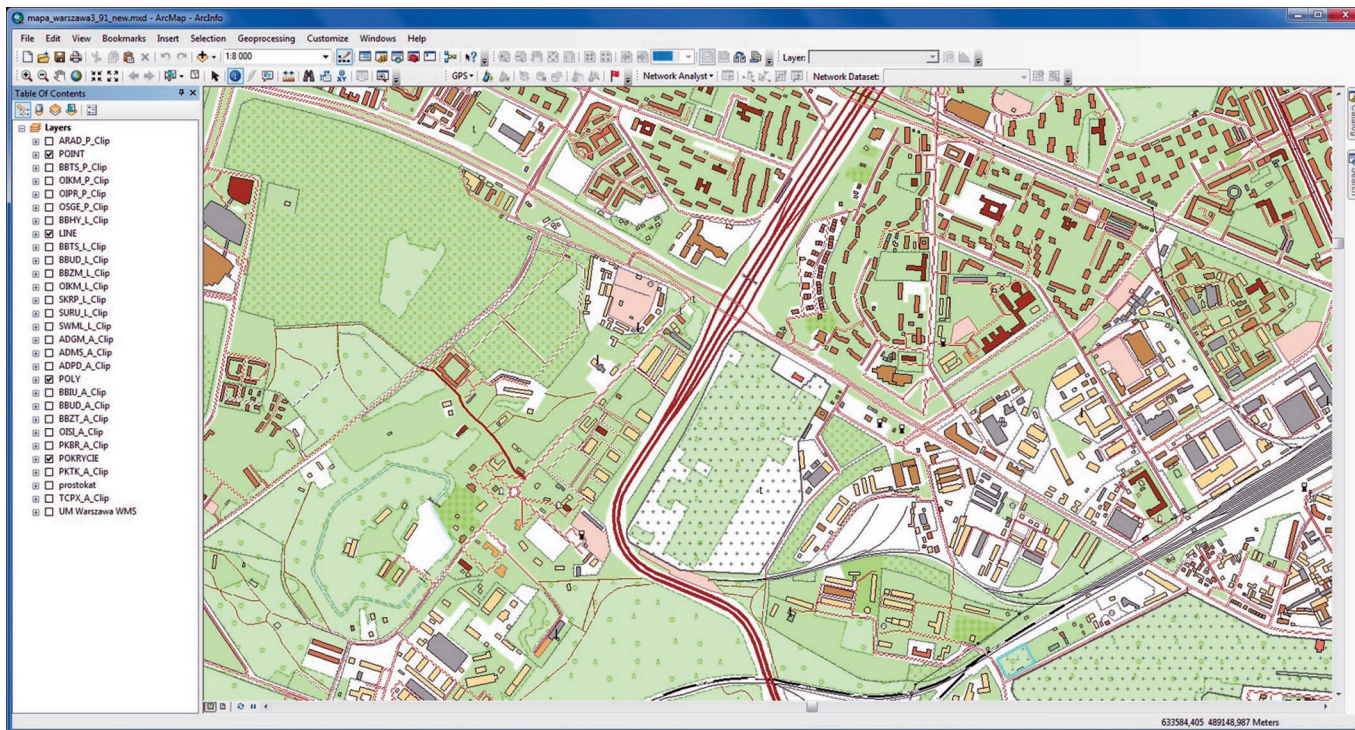 mapa_warszawa3_91_new.mxd - ArcMap - ArcInfo
File Edit View Bookmarks Insert Selection Geoprocessing Customize Windows Help
1:8 000
Layer:
GPS
Network Analyst
Network Dataset:
Table Of Contents
Layers
ARAD_P_Clip
POINT
BBTS_P_Clip
OIKM_P_Clip
OIPR_P_Clip
OSGE_P_Clip
BBHY_L_Clip
LINE
BBTS_L_Clip
BBUD_L_Clip
BBZM_L_Clip
OIKM_L_Clip
SKRP_L_Clip
SURU_L_Clip
SWML_L_Clip
ADGM_A_Clip
ADMS_A_Clip
ADPD_A_Clip
POLY
BBIU_A_Clip
BBUD_A_Clip
BBZT_A_Clip
OISI_A_Clip
PKBR_A_Clip
POKRYCIE
PKTK_A_Clip
prostokat
TCPX_A_Clip
UM Warszawa WMS
633584,405 489148,987 Meters